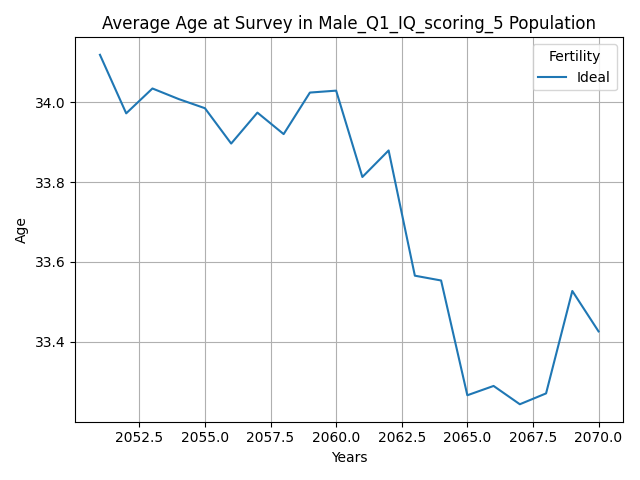 Average Age at Survey in Male_Q1_IQ_scoring_5 Population
Fertility
Ideal
34.0
33.8
33.6
33.4
Age
2052.5 2055.0 2057.5 2060.0 2062.5 2065.0 2067.5 2070.0
Years